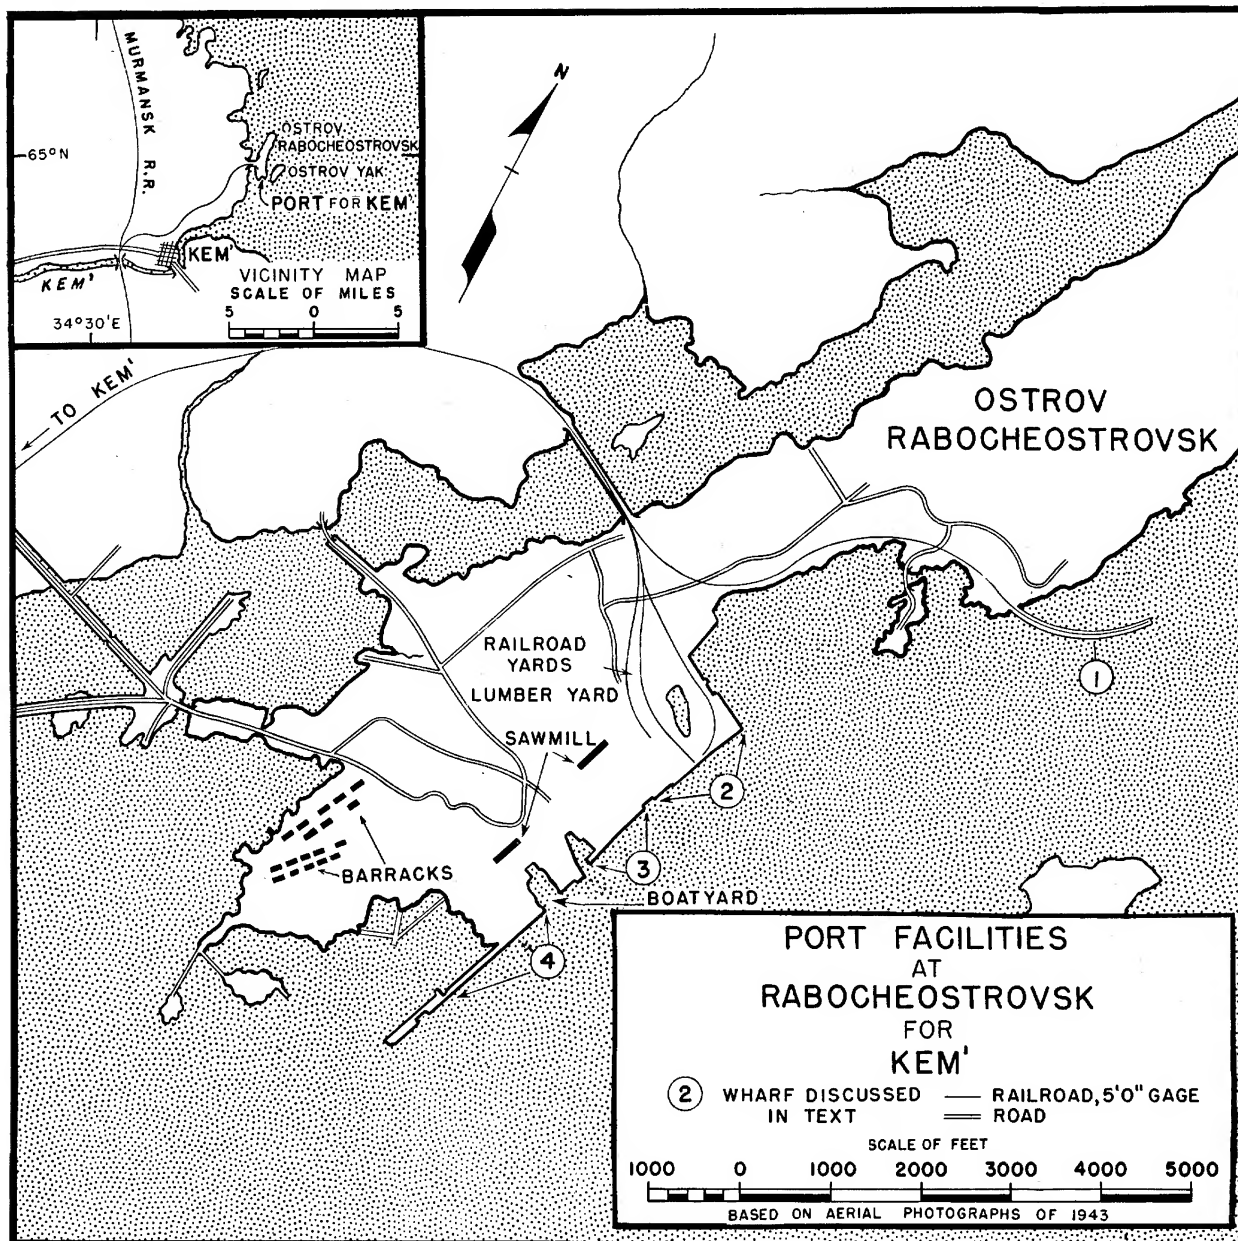 MURMANSK R.R.
65°N
OSTROV
RABOCHEOSTROVSK
OSTROV YAK
PORT FOR KEM'
KEM'
KEM'
VICINITY MAP
SCALE OF MILES
5 0 5
34°30'E
N
TO KEM'
OSTROV
RABOCHEOSTROVSK
RAILROAD
YARDS
LUMBER YARD
SAWMILL
1
2
3
BARRACKS
BOATYARD
4
PORT FACILITIES
AT
RABOCHEOSTROVSK
FOR
KEM'
2 WHARF DISCUSSED
IN TEXT
RAILROAD, 5'0" GAGE
ROAD
SCALE OF FEET
1000 0 1000 2000 3000 4000 5000
BASED ON AERIAL PHOTOGRAPHS OF 1943